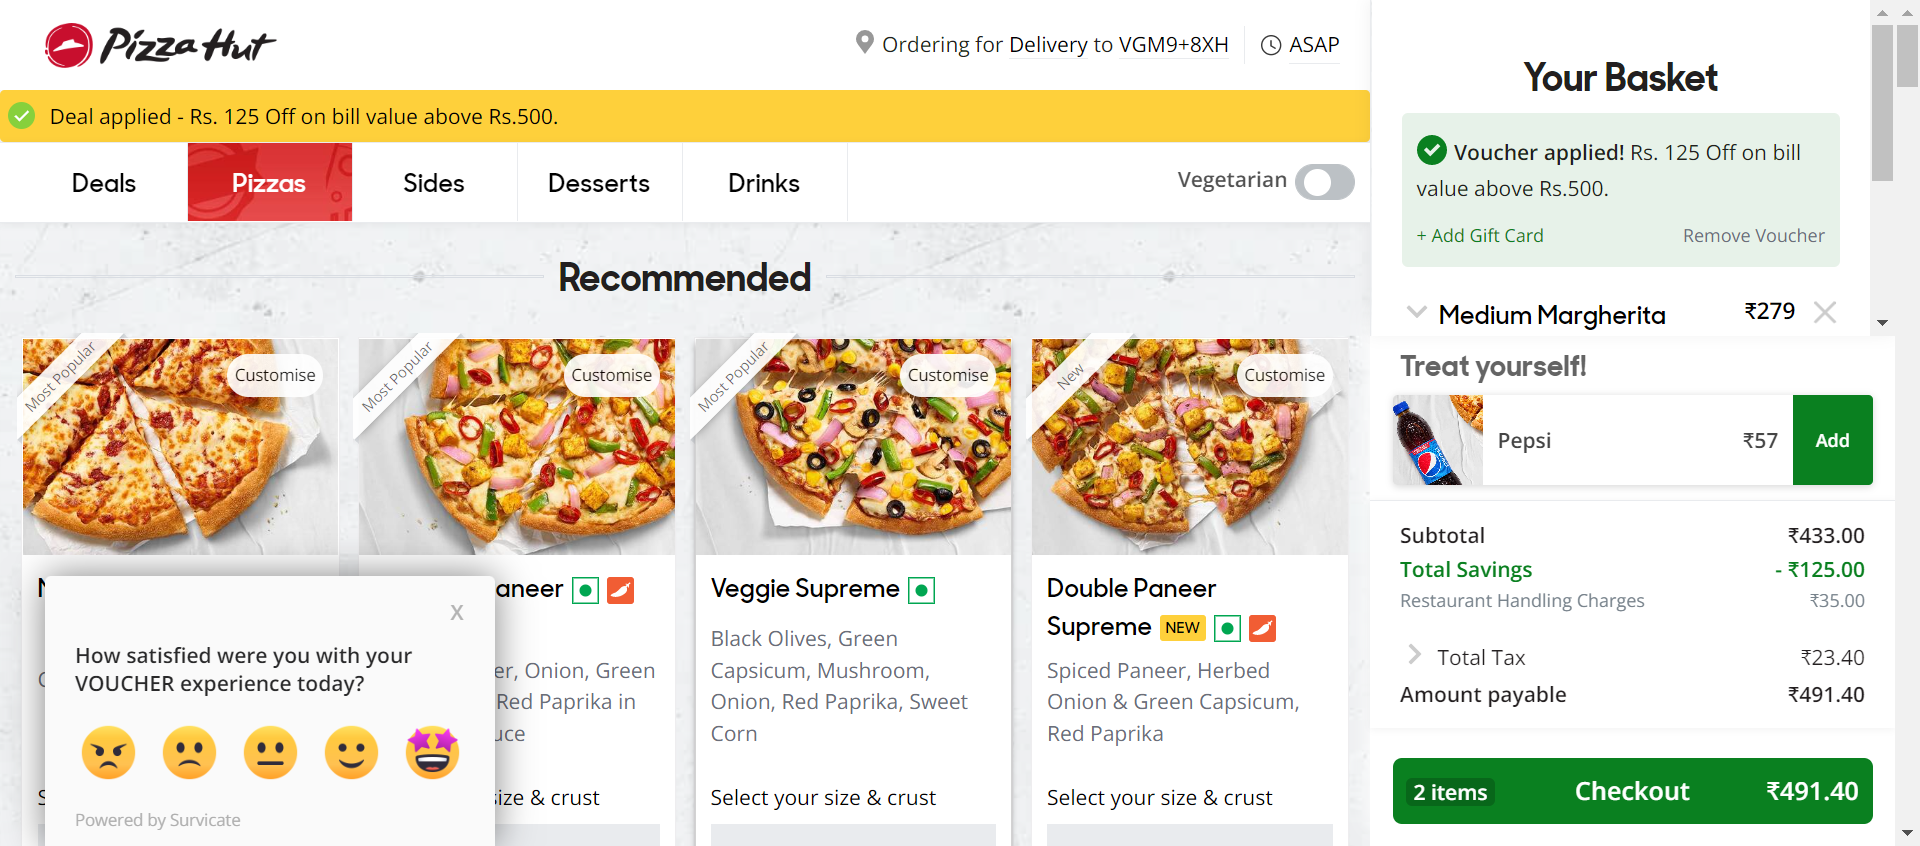 Pizza Hut
Ordering for Delivery to VGM9+8XH
ASAP
Deal applied - Rs. 125 Off on bill value above Rs.500.
Deals
Pizzas
Sides
Desserts
Drinks
Vegetarian
Recommended
Most Popular
Customise
Most Popular
Customise
Most Popular
Customise
New
Customise
aneer
er, Onion, Green
Red Paprika in
uce
size & crust
Veggie Supreme
Black Olives, Green
Capsicum, Mushroom,
Onion, Red Paprika, Sweet
Corn
Select your size & crust
Double Paneer
Supreme NEW
Spiced Paneer, Herbed
Onion & Green Capsicum,
Red Paprika
Select your size & crust
X
How satisfied were you with your
VOUCHER experience today?
Powered by Survicate
Your Basket
Voucher applied! Rs. 125 Off on bill
value above Rs.500.
+ Add Gift Card
Remove Voucher
Medium Margherita ₹279
Treat yourself!
Pepsi ₹57 Add
Subtotal ₹433.00
Total Savings - ₹125.00
Restaurant Handling Charges ₹35.00
Total Tax ₹23.40
Amount payable ₹491.40
2 items Checkout ₹491.40